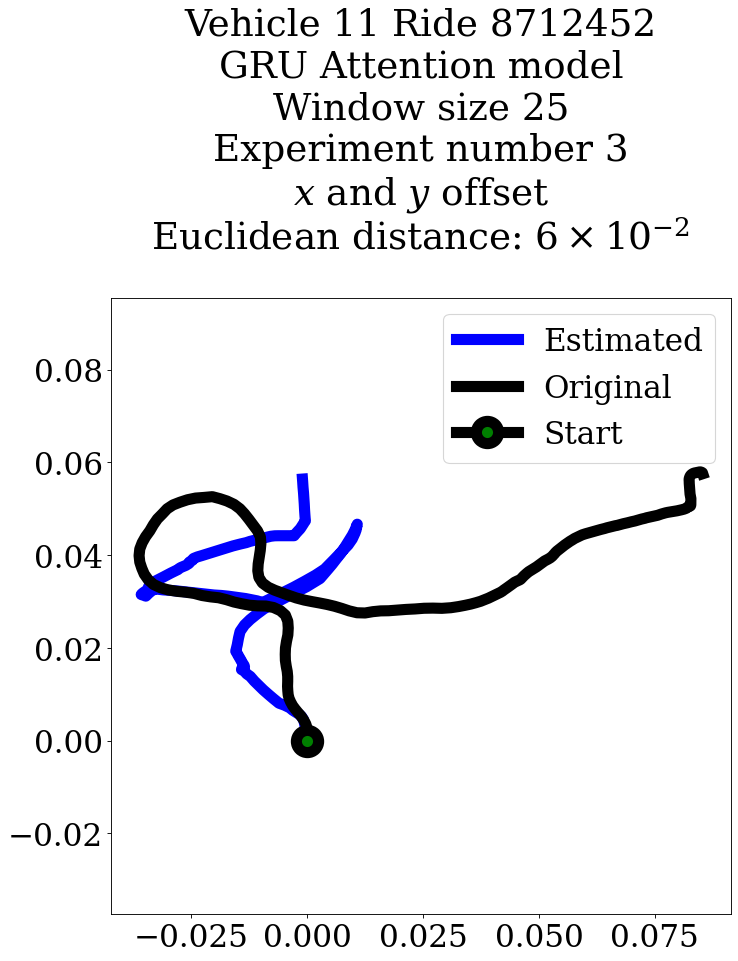 Vehicle 11 Ride 8712452
GRU Attention model
Window size 25
Experiment number 3
x and y offset
Euclidean distance: 6 × 10⁻²
Estimated
Original
Start
0.08
0.06
0.04
0.02
0.00
−0.02
−0.025 0.000 0.025 0.050 0.075